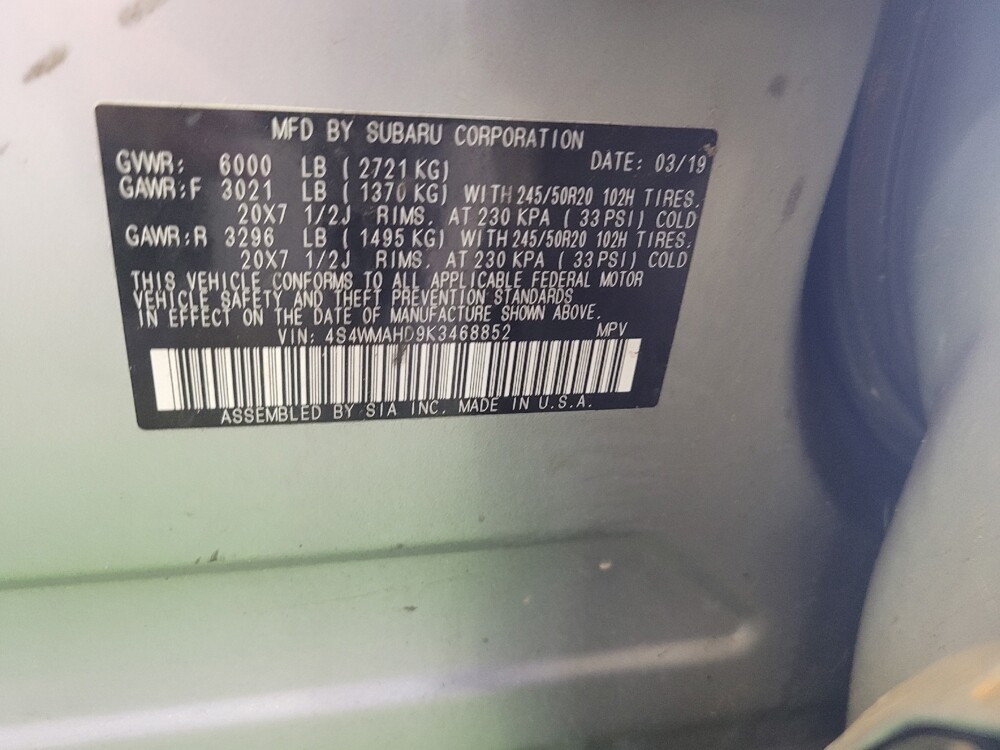 MFD BY SUBARU CORPORATION
GVWR: 6000 LB ( 2721 KG) DATE: 03/19
GAWR:F 3021 LB ( 1370 KG) WITH 245/50R20 102H TIRES,
20X7 1/2J RIMS, AT 230 KPA ( 33 PSI) COLD
GAWR:R 3296 LB ( 1495 KG) WITH 245/50R20 102H TIRES,
20X7 1/2J RIMS, AT 230 KPA ( 33 PSI) COLD
THIS VEHICLE CONFORMS TO ALL APPLICABLE FEDERAL MOTOR
VEHICLE SAFETY AND THEFT PREVENTION STANDARDS
IN EFFECT ON THE DATE OF MANUFACTURE SHOWN ABOVE.
VIN: 4S4WMAHD9K3468852 MPV
ASSEMBLED BY SIA INC. MADE IN U.S.A.